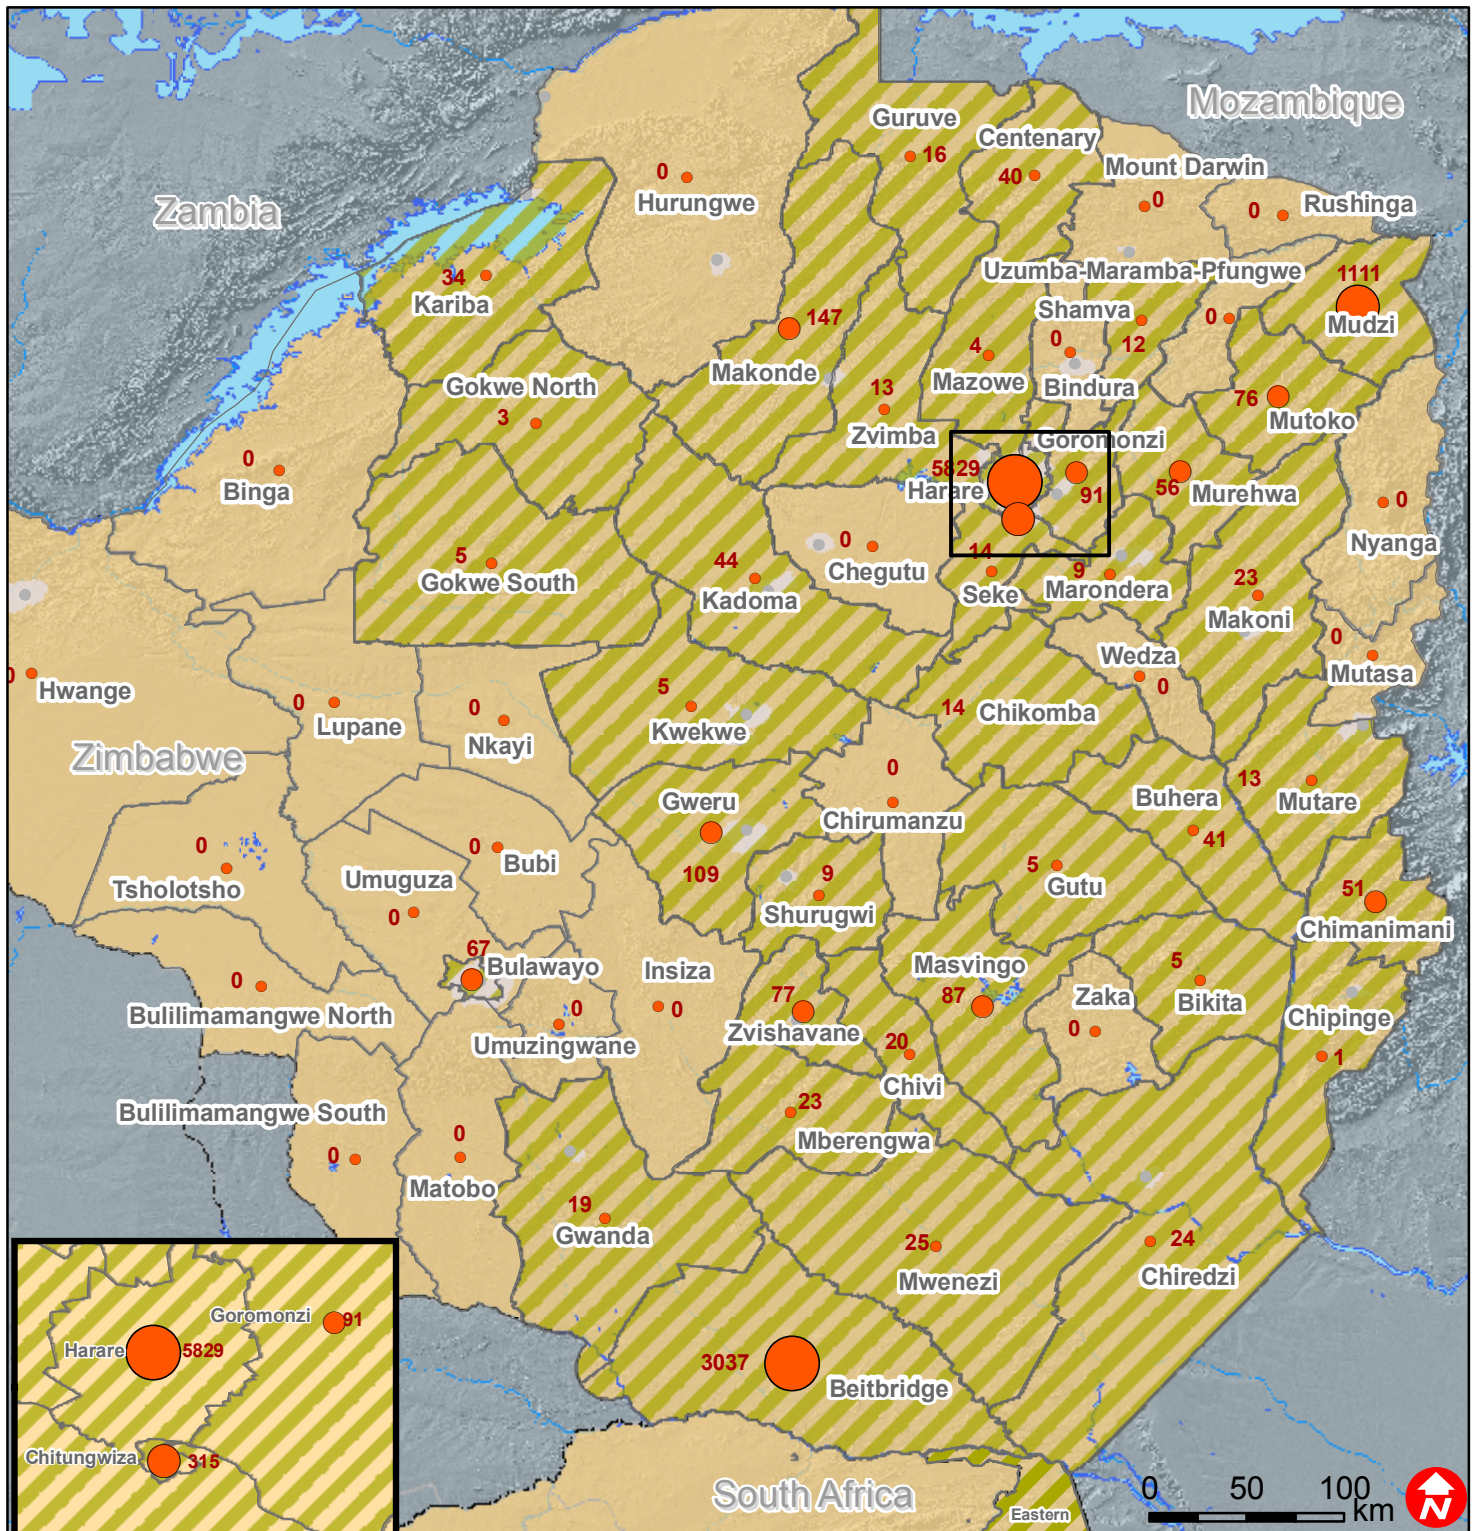 Mozambique
Guruve
16
Centenary
40
Mount Darwin
0
0
Rushinga
0
Hurungwe
Zambia
34
Kariba
Uzumba-Maramba-Pfungwe
1111
Mudzi
Shamva
0
12
0
147
Makonde
4
Mazowe
Bindura
Gokwe North
3
13
Zvimba
76
Mutoko
Goromonzi
0
Binga
5829
Harare
91
56
Murehwa
0
Nyanga
5
Gokwe South
44
Kadoma
0
Chegutu
14
Seke
9
Marondera
23
Makoni
0
Mutasa
0
Hwange
0
Lupane
0
Nkayi
5
Kwekwe
14
Chikomba
Wedza
0
Zimbabwe
0
Chirumanzu
Gweru
109
Buhera
41
13
Mutare
0
Tsholotsho
Umuguza
0
0
Bubi
9
Shurugwi
5
Gutu
51
Chimanimani
67
Bulawayo
Insiza
0
Masvingo
87
5
Bikita
0
Bulilimamangwe North
0
Umuzingwane
77
Zvishavane
Zaka
0
Chipinge
1
20
Chivi
Bulilimamangwe South
0
0
Matobo
23
Mberengwa
19
Gwanda
25
Mwenezi
24
Chiredzi
3037
Beitbridge
Goromonzi
91
Harare
5829
Chitungwiza
315
South Africa
Eastern
0 50 100
km
N